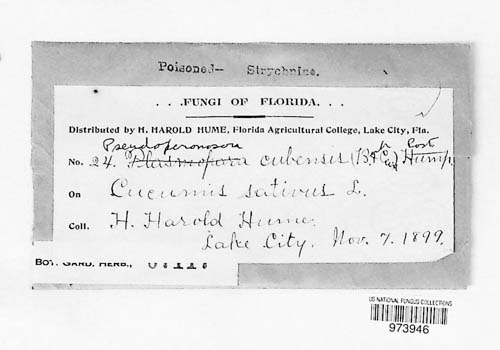 Poisoned— Strychnine.
. . .FUNGI OF FLORIDA. . .
Distributed by H. HAROLD HUME, Florida Agricultural College, Lake City, Fla.
Pseudoperonospora
No. 24. Plasmopara cubensis (B & C) Rost Hump.
On Cucumis sativus L.
Coll. H. Harold Hume.
Lake City. Nov. 7. 1899.
BOT. GARD. HERB.,
US NATIONAL FUNGUS COLLECTIONS
973946